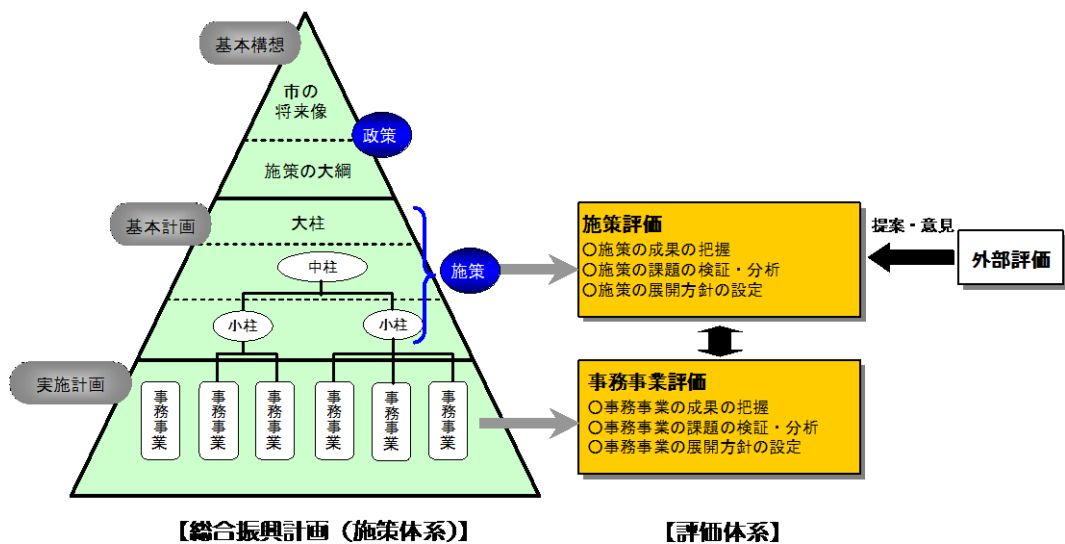 基本構想
市の
将来像
政策
施策の大綱
基本計画
大柱
中柱
施策
小柱
小柱
実施計画
事務事業
事務事業
事務事業
事務事業
事務事業
事務事業
【総合振興計画（施策体系）】
施策評価
○施策の成果の把握
○施策の課題の検証・分析
○施策の展開方針の設定
提案・意見
外部評価
事務事業評価
○事務事業の成果の把握
○事務事業の課題の検証・分析
○事務事業の展開方針の設定
【評価体系】